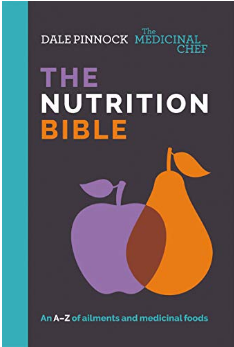 DALE PINNOCK
The
MEDICINAL
CHEF
THE
NUTRITION
BIBLE
An A–Z of ailments and medicinal foods